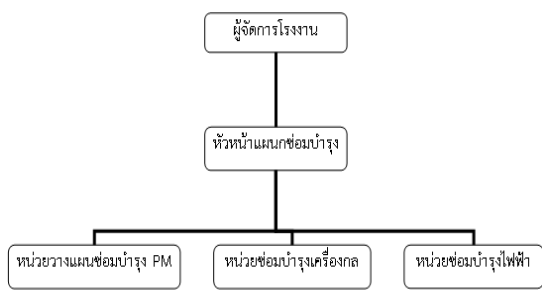 ผู้จัดการโรงงาน
หัวหน้าแผนกซ่อมบำรุง
หน่วยวางแผนซ่อมบำรุง PM
หน่วยซ่อมบำรุงเครื่องกล
หน่วยซ่อมบำรุงไฟฟ้า